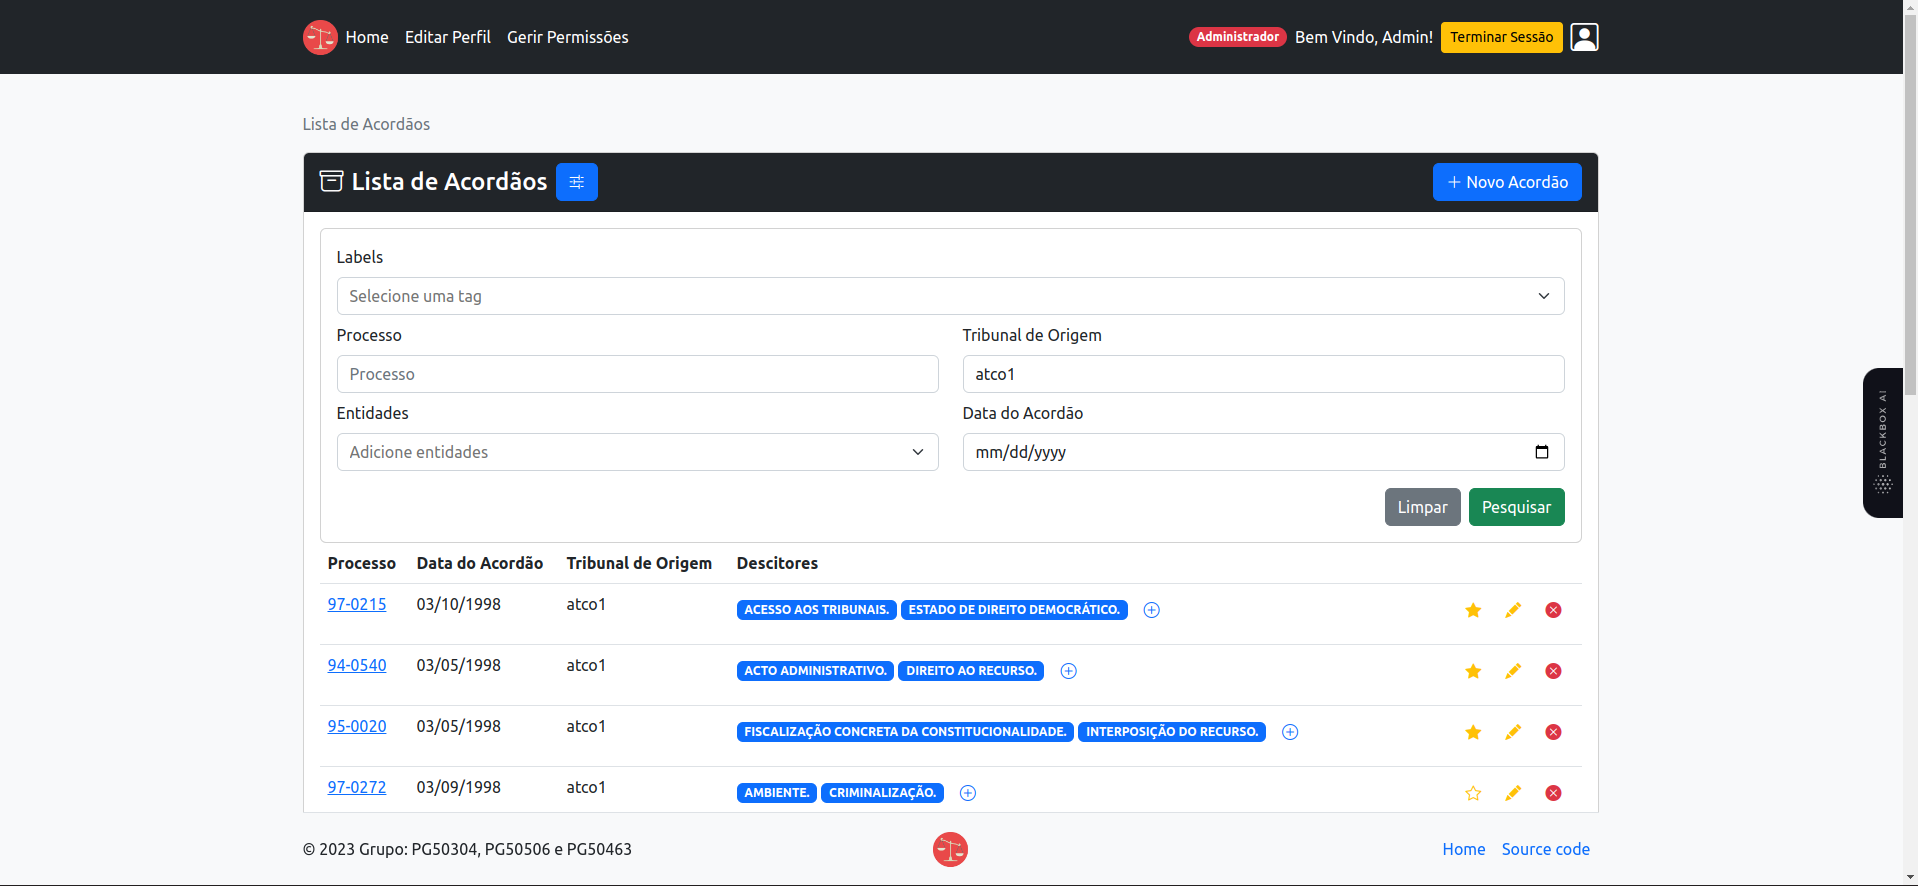 Home Editar Perfil Gerir Permissões Administrador Bem Vindo, Admin! Terminar Sessão
Lista de Acordãos
Lista de Acordãos + Novo Acordão
Labels
Selecione uma tag
Processo Tribunal de Origem
Processo atco1
Entidades Data do Acordão
Adicione entidades mm/dd/yyyy
Limpar Pesquisar
BLACKBOX AI
Processo Data do Acordão Tribunal de Origem Descitores
97-0215 03/10/1998 atco1 ACESSO AOS TRIBUNAIS. ESTADO DE DIREITO DEMOCRÁTICO.
94-0540 03/05/1998 atco1 ACTO ADMINISTRATIVO. DIREITO AO RECURSO.
95-0020 03/05/1998 atco1 FISCALIZAÇÃO CONCRETA DA CONSTITUCIONALIDADE. INTERPOSIÇÃO DO RECURSO.
97-0272 03/09/1998 atco1 AMBIENTE. CRIMINALIZAÇÃO.
© 2023 Grupo: PG50304, PG50506 e PG50463 Home Source code